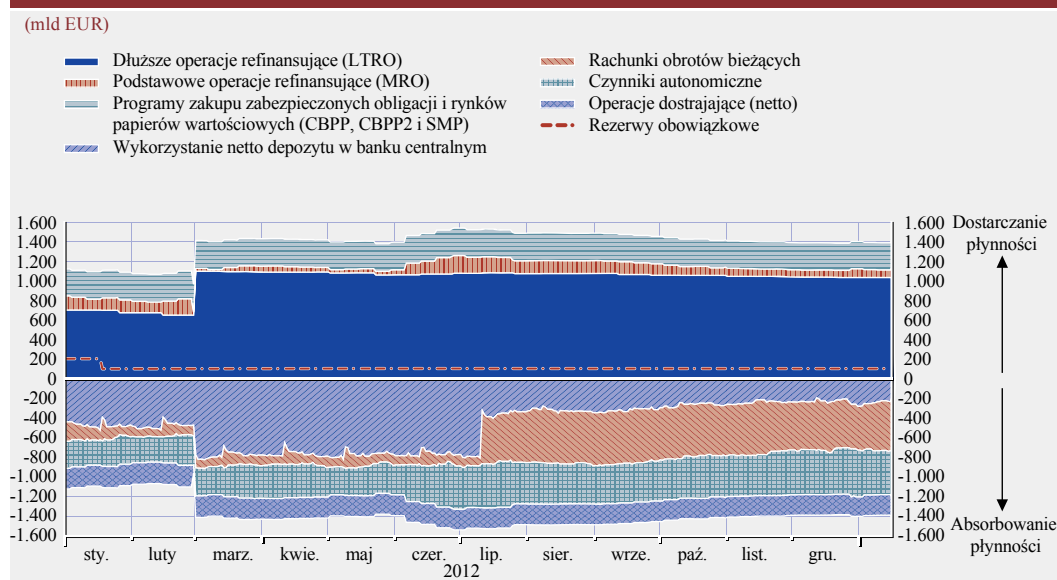 (mld EUR)
Dłuższe operacje refinansujące (LTRO)
Podstawowe operacje refinansujące (MRO)
Programy zakupu zabezpieczonych obligacji i rynków
papierów wartościowych (CBPP, CBPP2 i SMP)
Wykorzystanie netto depozytu w banku centralnym
Rachunki obrotów bieżących
Czynniki autonomiczne
Operacje dostrajające (netto)
Rezerwy obowiązkowe
1.600 1.600
1.400 1.400
1.200 1.200
1.000 1.000
800 800
600 600
400 400
200 200
0 0
-200 -200
-400 -400
-600 -600
-800 -800
-1.000 -1.000
-1.200 -1.200
-1.400 -1.400
-1.600 -1.600
Dostarczanie
płynności
Absorbowanie
płynności
sty. luty marz. kwie. maj czer. lip. sier. wrze. paź. list. gru.
2012